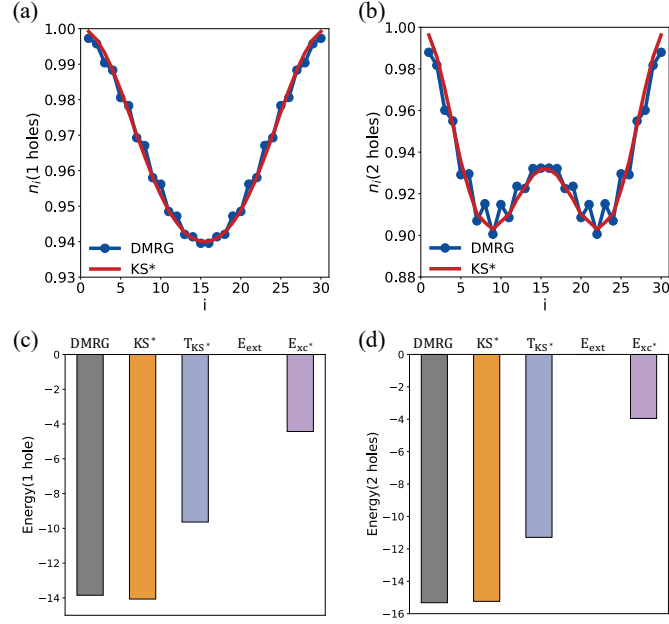 (a)
1.00
0.99
0.98
0.97
0.96
0.95
0.94
0.93
n_i(1 holes)
DMRG
KS*
0 5 10 15 20 25 30
i
(b)
1.00
0.98
0.96
0.94
0.92
0.90
0.88
n_i(2 holes)
DMRG
KS*
0 5 10 15 20 25 30
i
(c)
DMRG KS* T_KS* E_ext E_xc*
0
−2
−4
−6
−8
−10
−12
−14
Energy(1 hole)
(d)
DMRG KS* T_KS* E_ext E_xc*
0
−2
−4
−6
−8
−10
−12
−14
−16
Energy(2 holes)